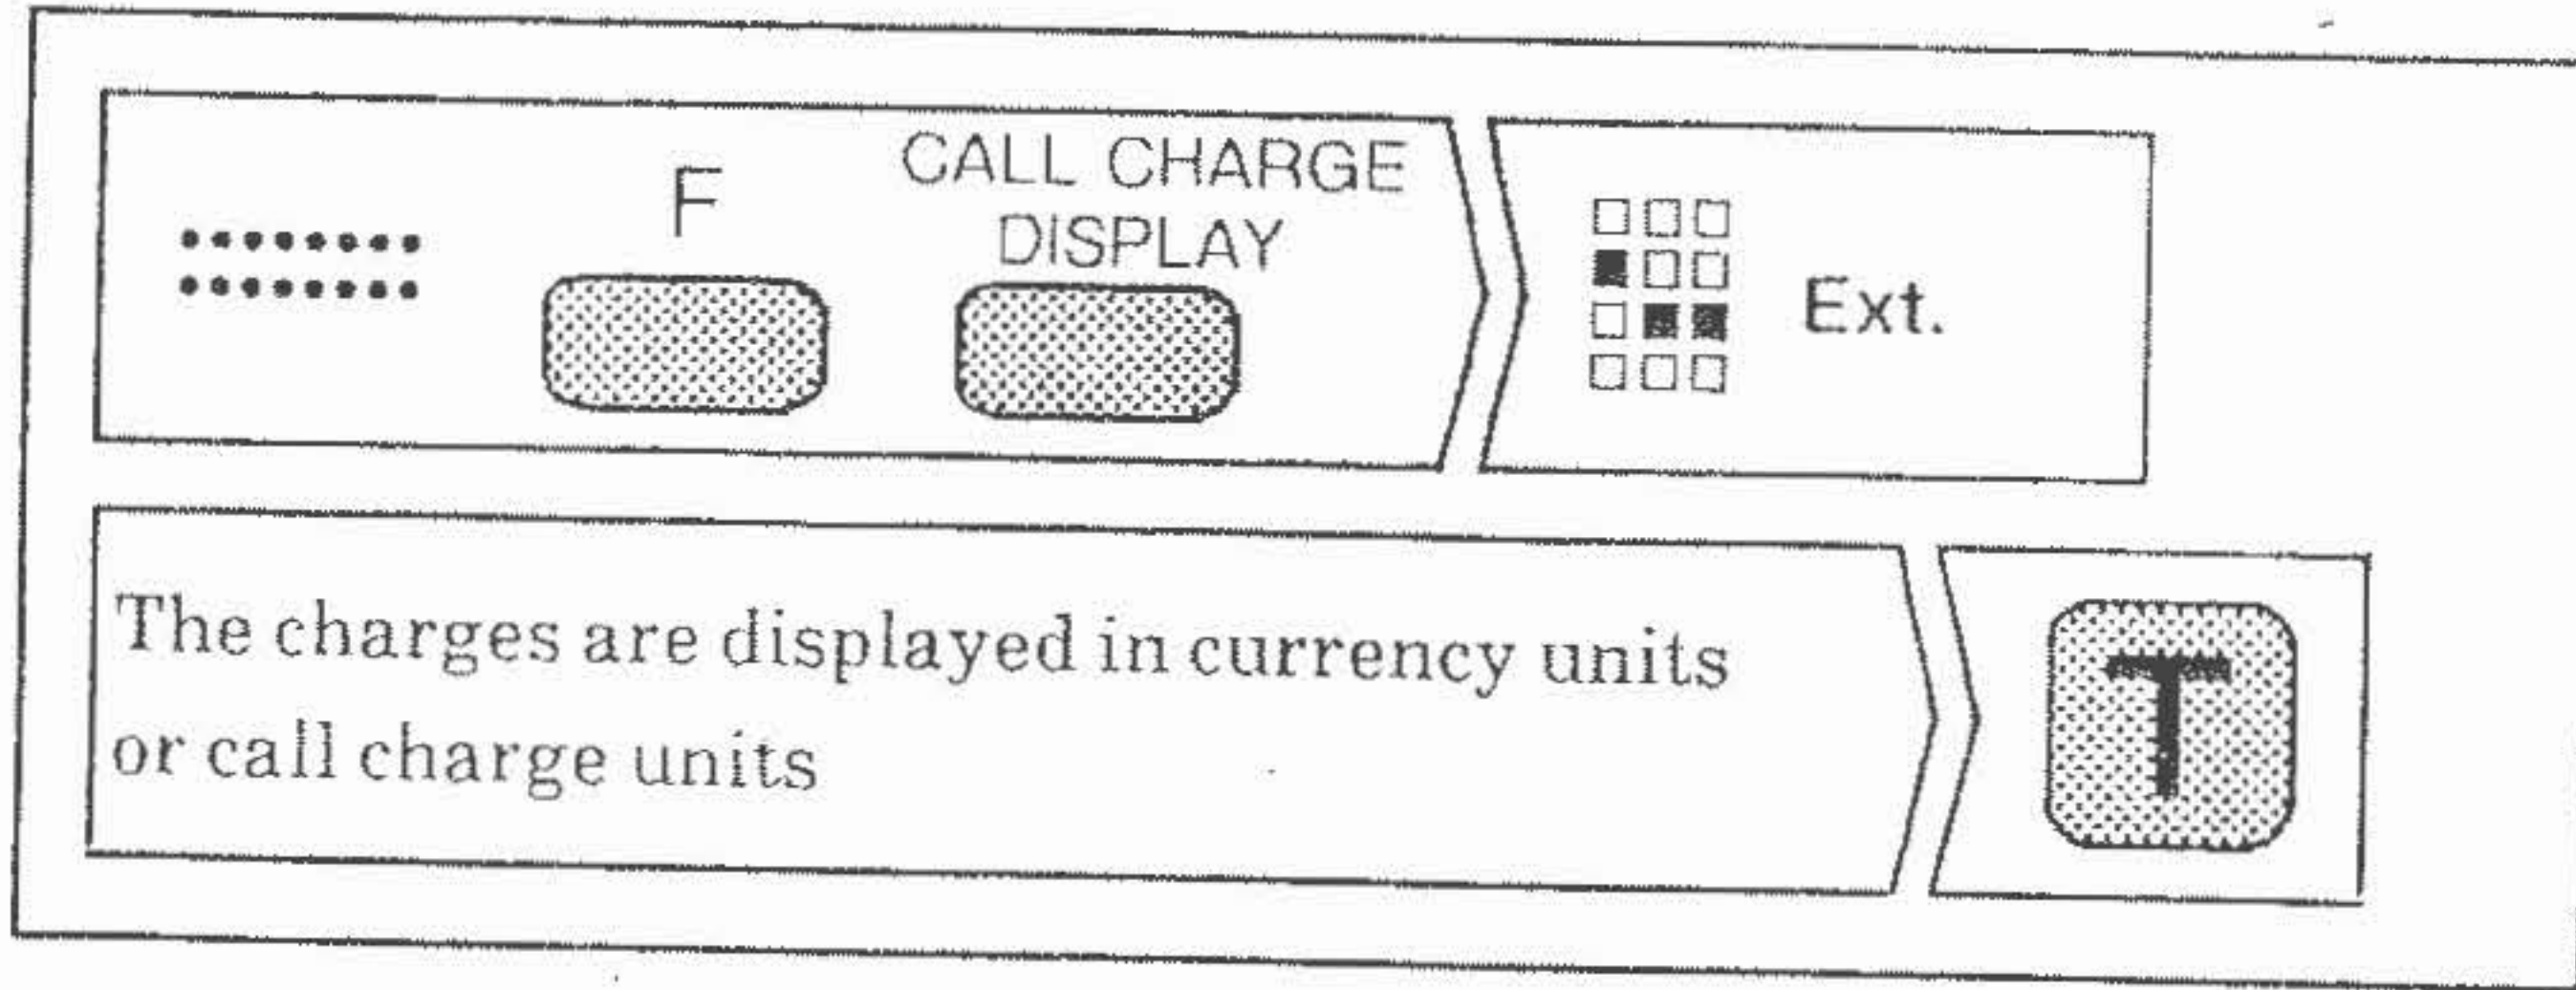 F
CALL CHARGE
DISPLAY
Ext.
The charges are displayed in currency units
or call charge units
T